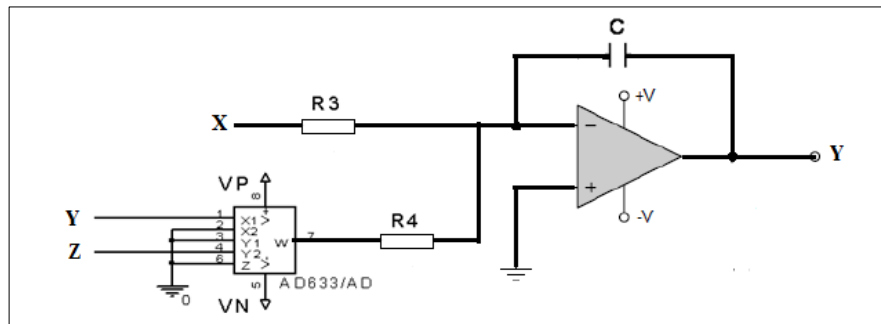 C
+V
R3
X
−
Y
+
-V
VP
8
R4
Y
1 X1
2 X2
3 Y1
Z
4 Y2
6 Z
W 7
5
AD633/AD
0
VN